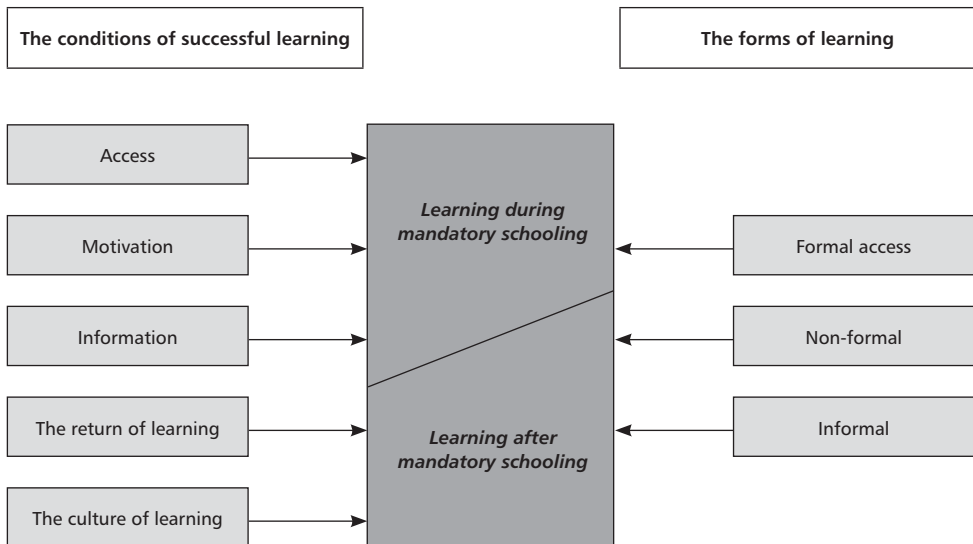 The conditions of successful learning
The forms of learning
Access
Motivation
Information
The return of learning
The culture of learning
Learning during
mandatory schooling
Learning after
mandatory schooling
Formal access
Non-formal
Informal